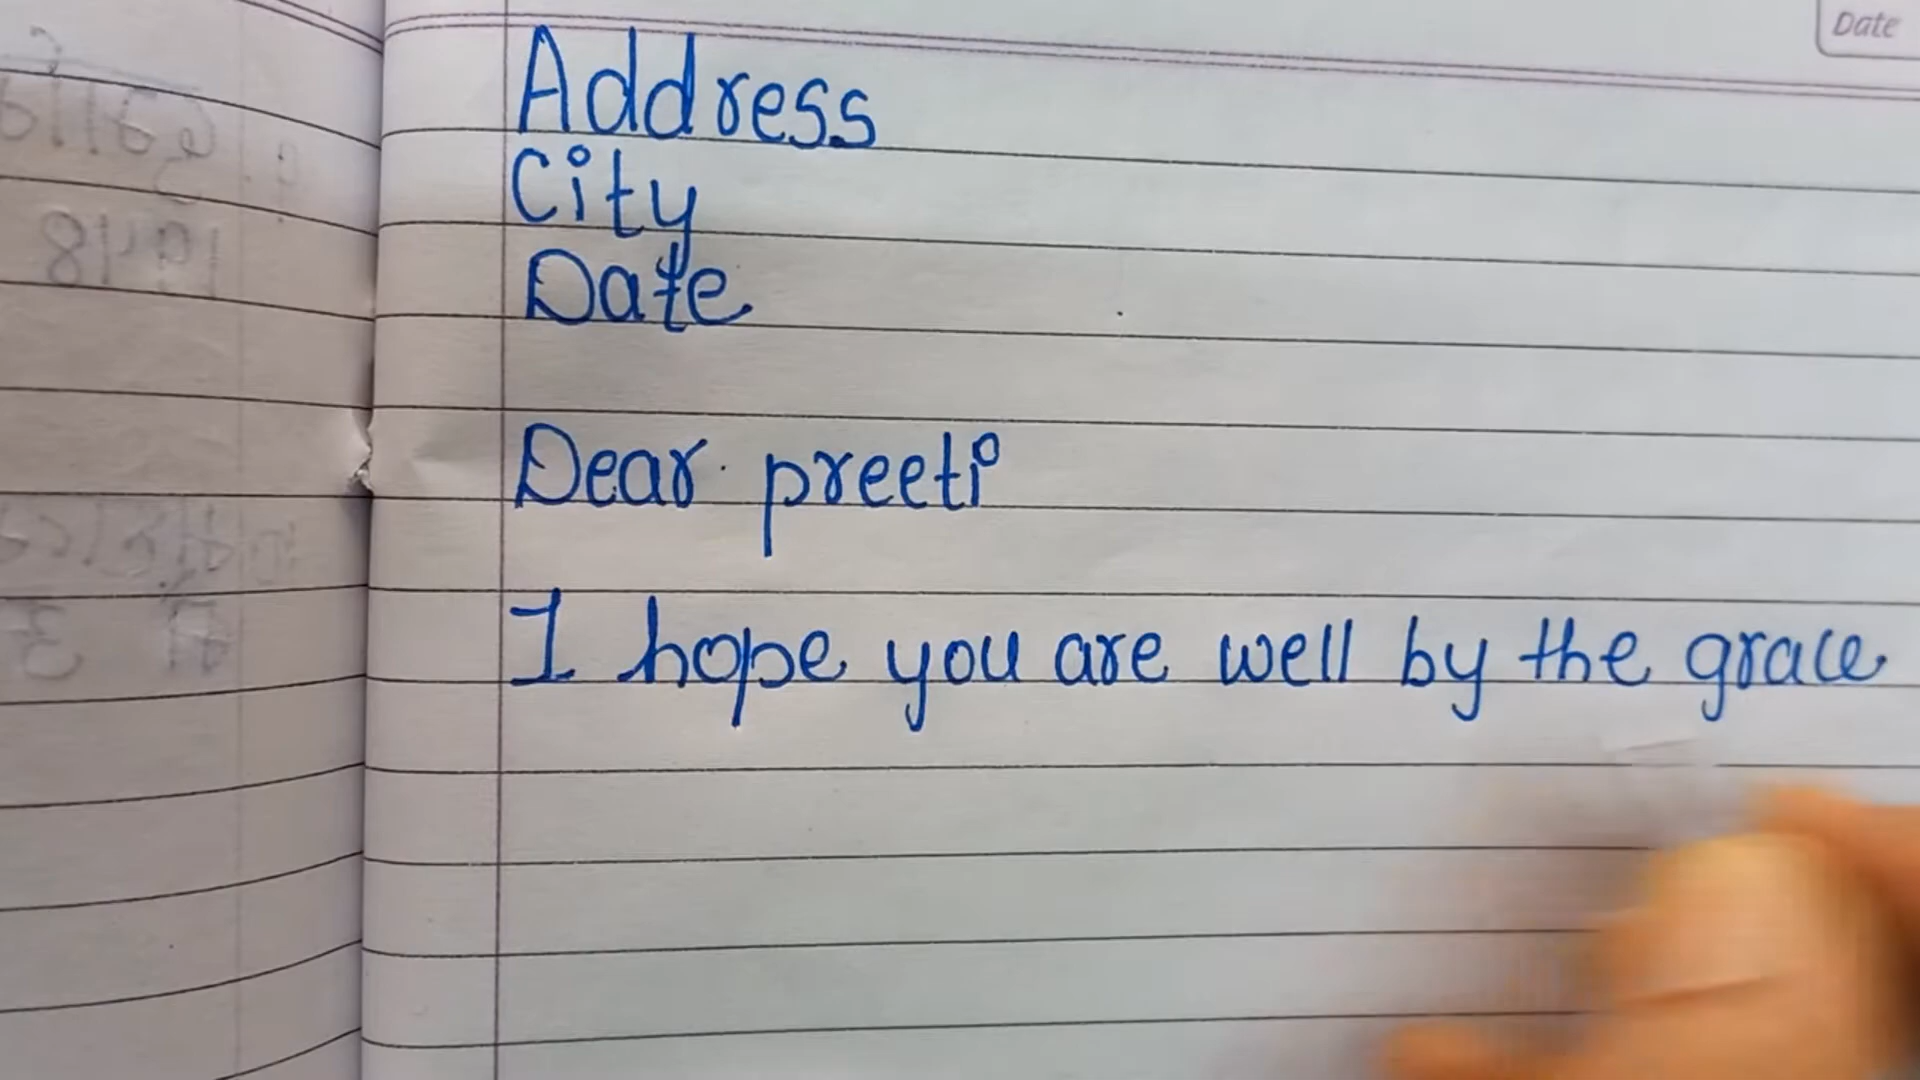 Date
Address
City
Date
Dear preeti
I hope you are well by the grace